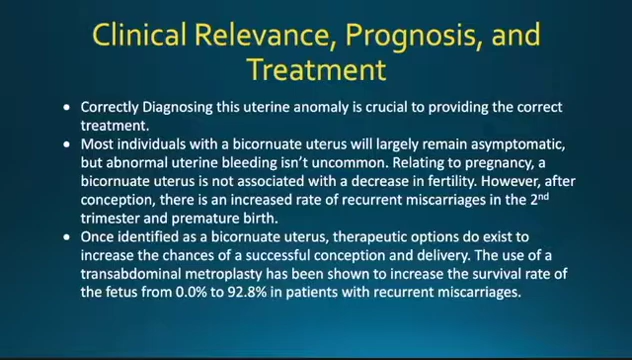 Clinical Relevance, Prognosis, and
Treatment
• Correctly Diagnosing this uterine anomaly is crucial to providing the correct
treatment.
• Most individuals with a bicornuate uterus will largely remain asymptomatic,
but abnormal uterine bleeding isn't uncommon. Relating to pregnancy, a
bicornuate uterus is not associated with a decrease in fertility. However, after
conception, there is an increased rate of recurrent miscarriages in the 2nd
trimester and premature birth.
• Once identified as a bicornuate uterus, therapeutic options do exist to
increase the chances of a successful conception and delivery. The use of a
transabdominal metroplasty has been shown to increase the survival rate of
the fetus from 0.0% to 92.8% in patients with recurrent miscarriages.